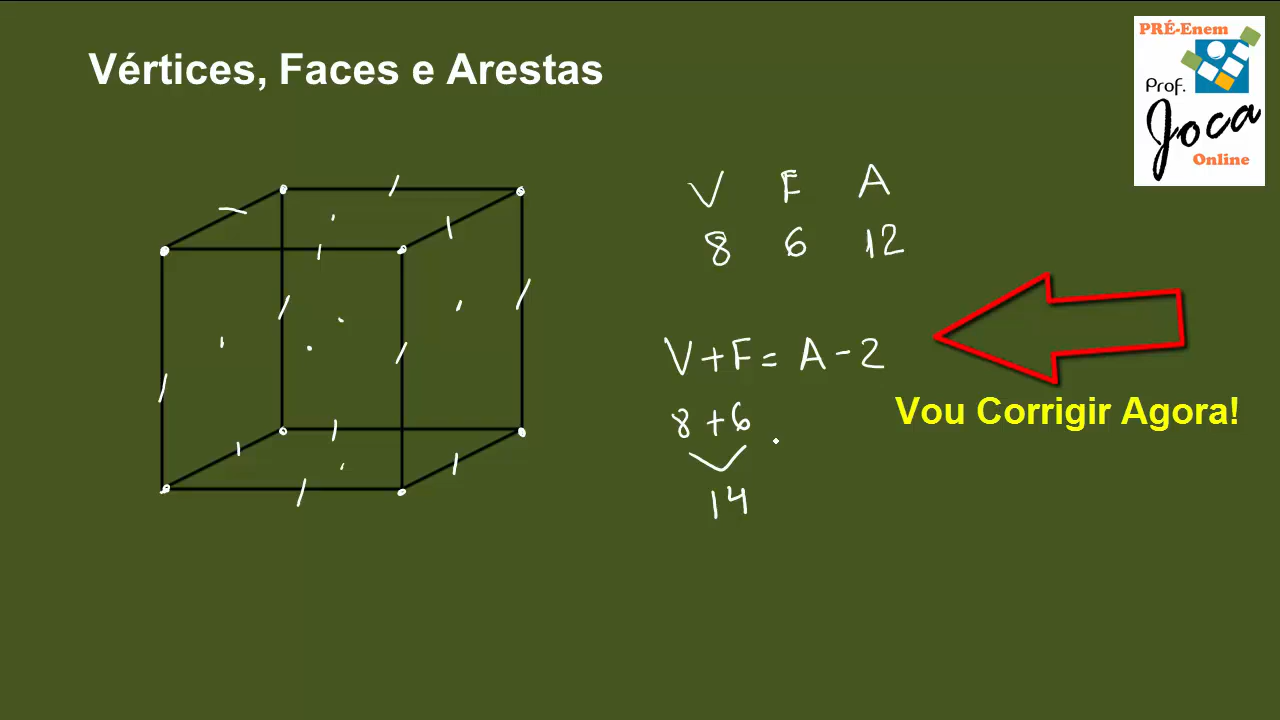 PRÉ-Enem
Prof.
Joca
Online
Vértices, Faces e Arestas
V F A
8 6 12
V + F = A - 2
Vou Corrigir Agora!
8 + 6
14